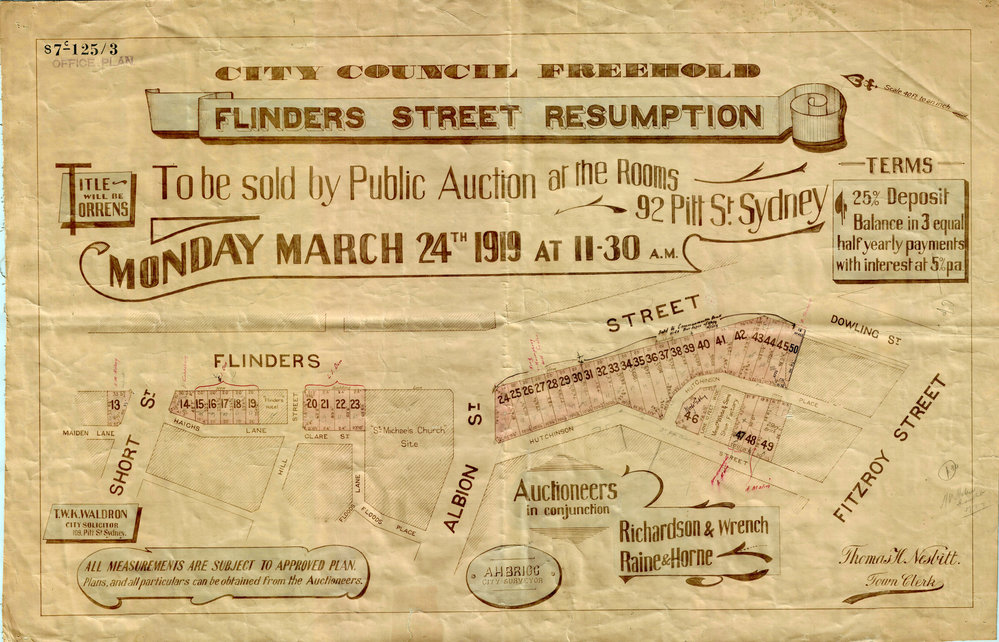 87c-125/3
OFFICE PLAN
CITY COUNCIL FREEHOLD
FLINDERS STREET RESUMPTION
Scale 40ft to an inch
TITLE
WILL BE
TORRENS
To be sold by Public Auction at the Rooms
92 Pitt St. Sydney
MONDAY MARCH 24TH 1919 AT 11-30 A.M.
TERMS
25% Deposit
Balance in 3 equal
half yearly payments
with interest at 5% pa.
STREET
DOWLING ST
FLINDERS
24 25 26 27 28 29 30 31 32 33 34 35 36 37 38 39 40 41 42 43 44 45 50
13
14 15 16 17 18 19
Flinders
Hotel
STREET
20 21 22 23
MAIDEN LANE
HAIGHS LANE
CLARE ST
HILL
SHORT ST.
St. Michael's Church
Site
FLOODS LANE
FLOODS PLACE
ALBION ST.
HUTCHINSON STREET
HUTCHINSON
46
47 48 49
FITZROY STREET
T.W.K. WALDRON
CITY SOLICITOR
109, Pitt St. Sydney.
Auctioneers
in conjunction
Richardson & Wrench
Raine & Horne
ALL MEASUREMENTS ARE SUBJECT TO APPROVED PLAN.
Plans, and all particulars can be obtained from the Auctioneers.
A H BRIGG
CITY SURVEYOR
Thomas H. Nesbitt.
Town Clerk